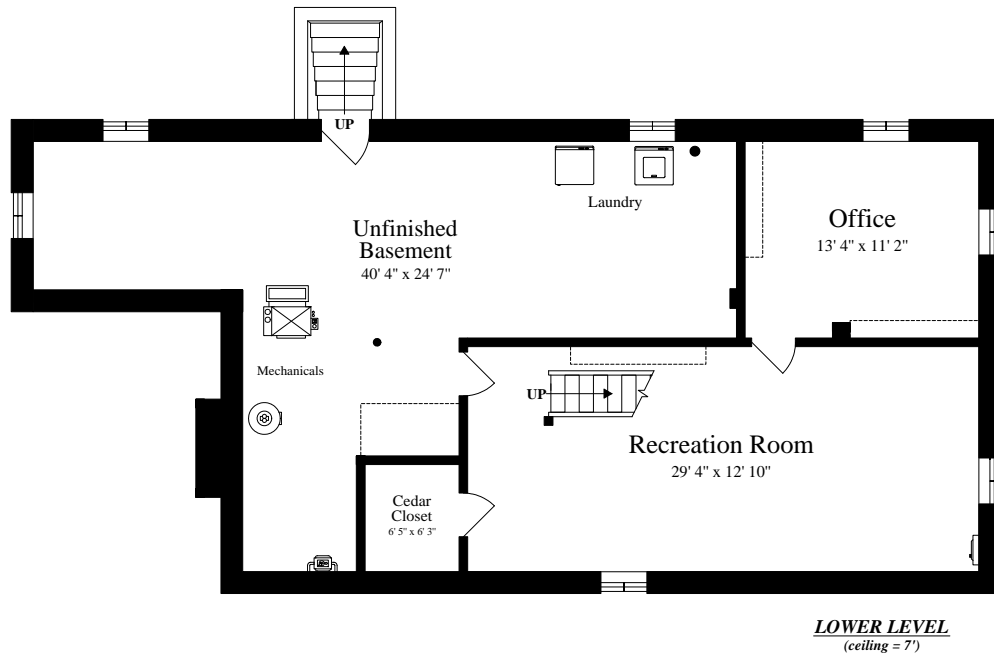 UP
Laundry
Unfinished
Basement
40' 4" x 24' 7"
Office
13' 4" x 11' 2"
Mechanicals
UP
Recreation Room
29' 4" x 12' 10"
Cedar
Closet
6' 5" x 6' 3"
LOWER LEVEL
(ceiling = 7')